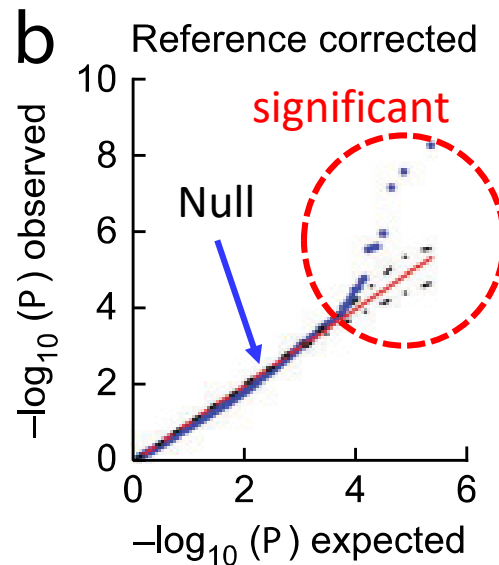 b
Reference corrected
significant
Null
–log10 (P) observed
10
8
6
4
2
0
0
2
4
6
–log10 (P) expected